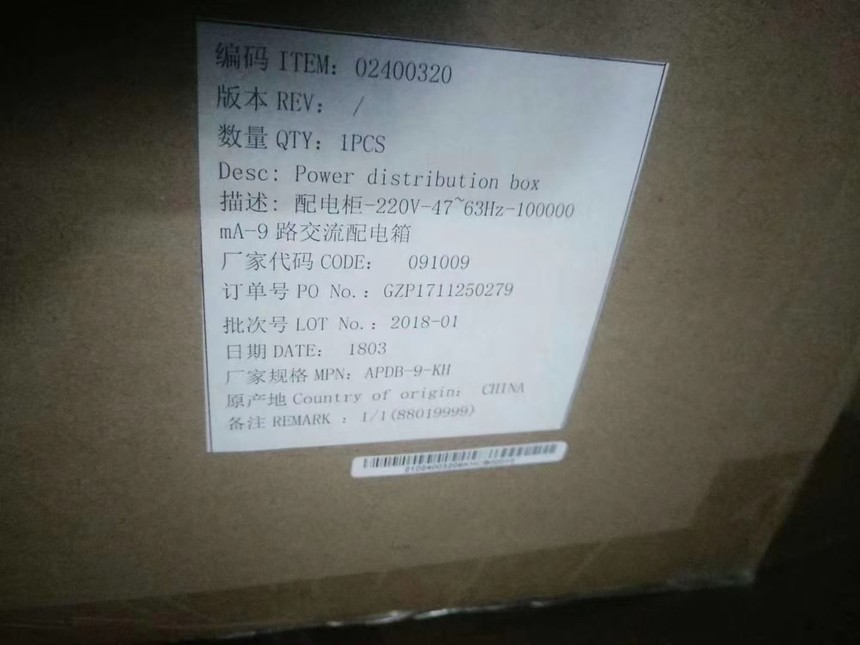 编码 ITEM: 02400320
版本 REV: /
数量 QTY: 1PCS
Desc: Power distribution box
描述: 配电柜-220V-47~63Hz-100000
mA-9 路交流配电箱
厂家代码 CODE: 091009
订单号 PO No.: GZP1711250279
批次号 LOT No.: 2018-01
日期 DATE: 1803
厂家规格 MPN: APDB-9-KH
原产地 Country of origin: CHINA
备注 REMARK : 1/1(88019999)